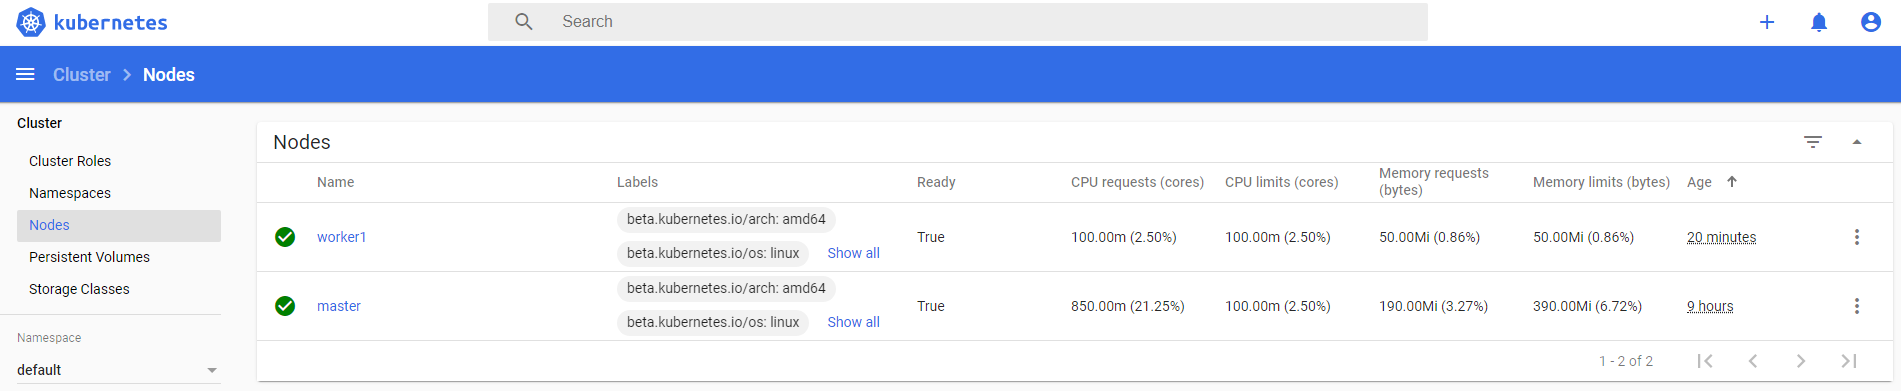 kubernetes
Search
Cluster
Nodes
Cluster
Cluster Roles
Namespaces
Nodes
Persistent Volumes
Storage Classes
Namespace
default
Nodes
Name Labels Ready CPU requests (cores) CPU limits (cores) Memory requests (bytes) Memory limits (bytes) Age
beta.kubernetes.io/arch: amd64
worker1 True 100.00m (2.50%) 100.00m (2.50%) 50.00Mi (0.86%) 50.00Mi (0.86%) 20 minutes
beta.kubernetes.io/os: linux Show all
beta.kubernetes.io/arch: amd64
master True 850.00m (21.25%) 100.00m (2.50%) 190.00Mi (3.27%) 390.00Mi (6.72%) 9 hours
beta.kubernetes.io/os: linux Show all
1 - 2 of 2